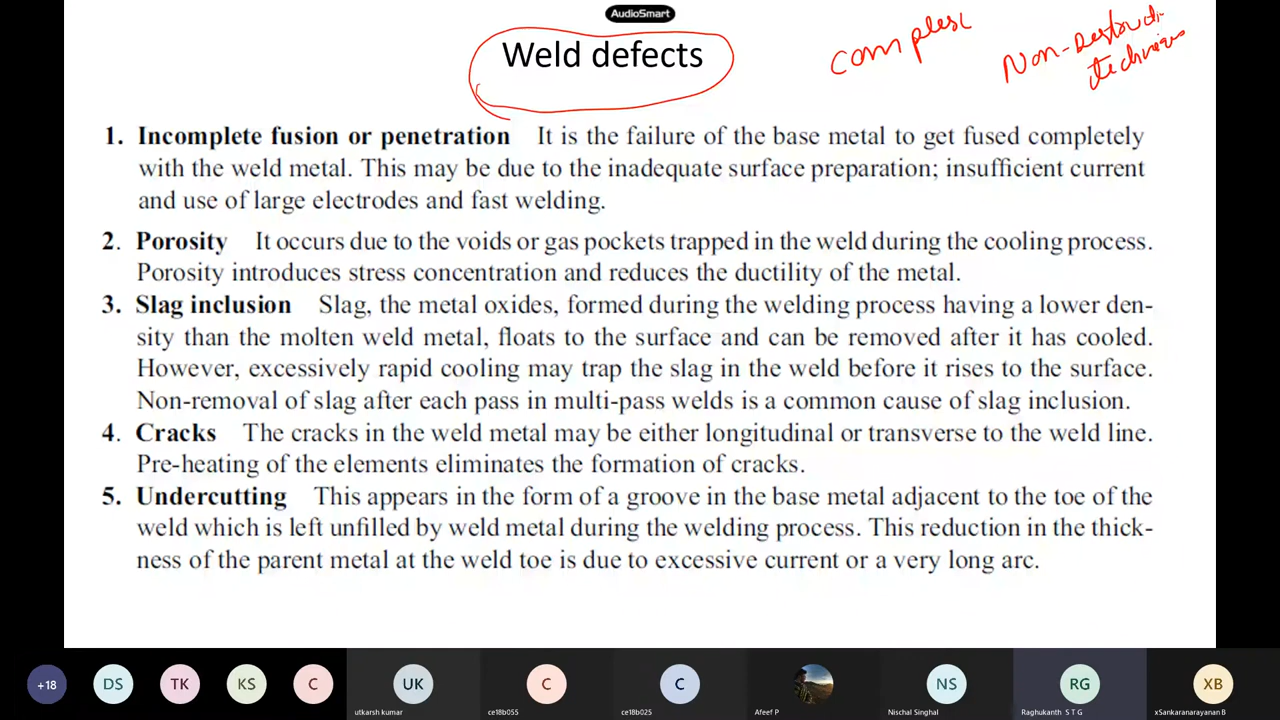 AudioSmart
Weld defects
Non-Destructi
techniques
1. Incomplete fusion or penetration It is the failure of the base metal to get fused completely
with the weld metal. This may be due to the inadequate surface preparation; insufficient current
and use of large electrodes and fast welding.
2. Porosity It occurs due to the voids or gas pockets trapped in the weld during the cooling process.
Porosity introduces stress concentration and reduces the ductility of the metal.
3. Slag inclusion Slag, the metal oxides, formed during the welding process having a lower den-
sity than the molten weld metal, floats to the surface and can be removed after it has cooled.
However, excessively rapid cooling may trap the slag in the weld before it rises to the surface.
Non-removal of slag after each pass in multi-pass welds is a common cause of slag inclusion.
4. Cracks The cracks in the weld metal may be either longitudinal or transverse to the weld line.
Pre-heating of the elements eliminates the formation of cracks.
5. Undercutting This appears in the form of a groove in the base metal adjacent to the toe of the
weld which is left unfilled by weld metal during the welding process. This reduction in the thick-
ness of the parent metal at the weld toe is due to excessive current or a very long arc.
+18 DS TK KS C UK C C NS RG XB
utkarsh kumar ce18b055 ce18b025 Afeef P Nischal Singhal Raghukanth S T G xSankaranarayanan B